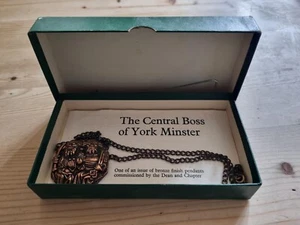 The Central Boss
of York Minster
One of an issue of bronze finish pendants
commissioned by the Dean and Chapter